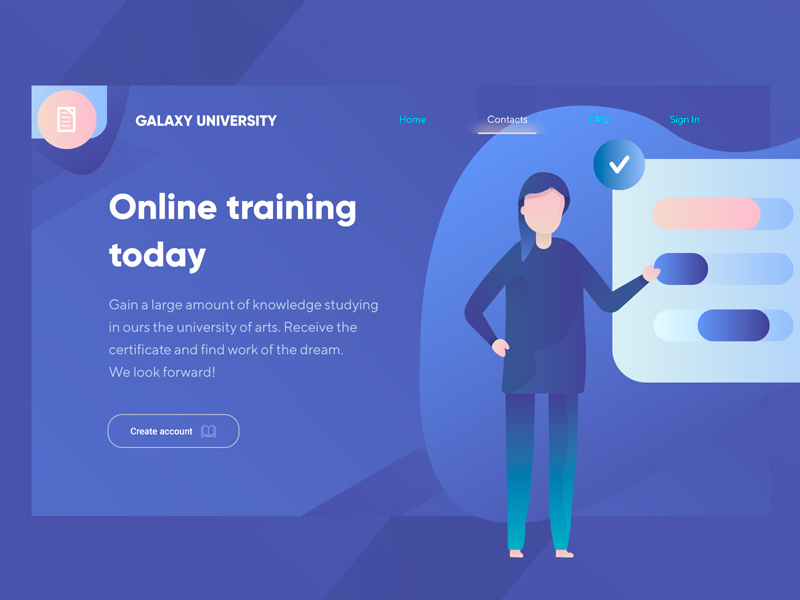 GALAXY UNIVERSITY
Home
Contacts
FAQ
Sign In
Online training
today
Gain a large amount of knowledge studying
in ours the university of arts. Receive the
certificate and find work of the dream.
We look forward!
Create account